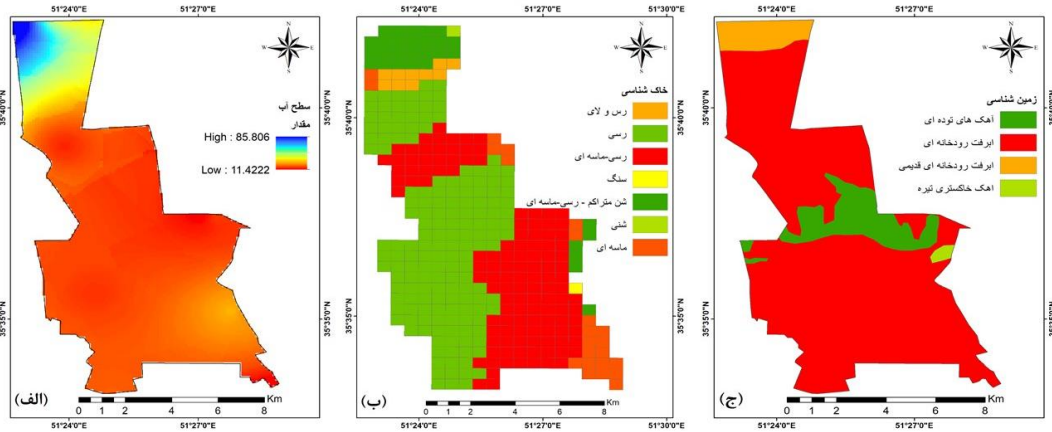 51°24'0"E
51°27'0"E
35°40'0"N
35°35'0"N
N
W
E
S
سطح آب
مقدار
High : 85.806
Low : 11.4222
(الف)
0 1 2 4 6 8 Km
51°24'0"E
51°27'0"E
51°24'0"E
51°27'0"E
35°40'0"N
35°35'0"N
N
W
E
S
خاک شناسی
رس و لای
رسی
رسی-ماسه ای
سنگ
شن متراکم - رسی-ماسه ای
شنی
ماسه ای
(ب)
0 1 2 4 6 8 Km
51°24'0"E
51°27'0"E
51°30'0"E
51°24'0"E
51°27'0"E
35°40'0"N
35°35'0"N
N
W
E
S
زمین شناسی
آهک های توده ای
ابرفت رودخانه ای
ابرفت رودخانه ای قدیمی
اهک خاکستری تیره
(ج)
0 1 2 4 6 8 Km
51°24'0"E
51°27'0"E